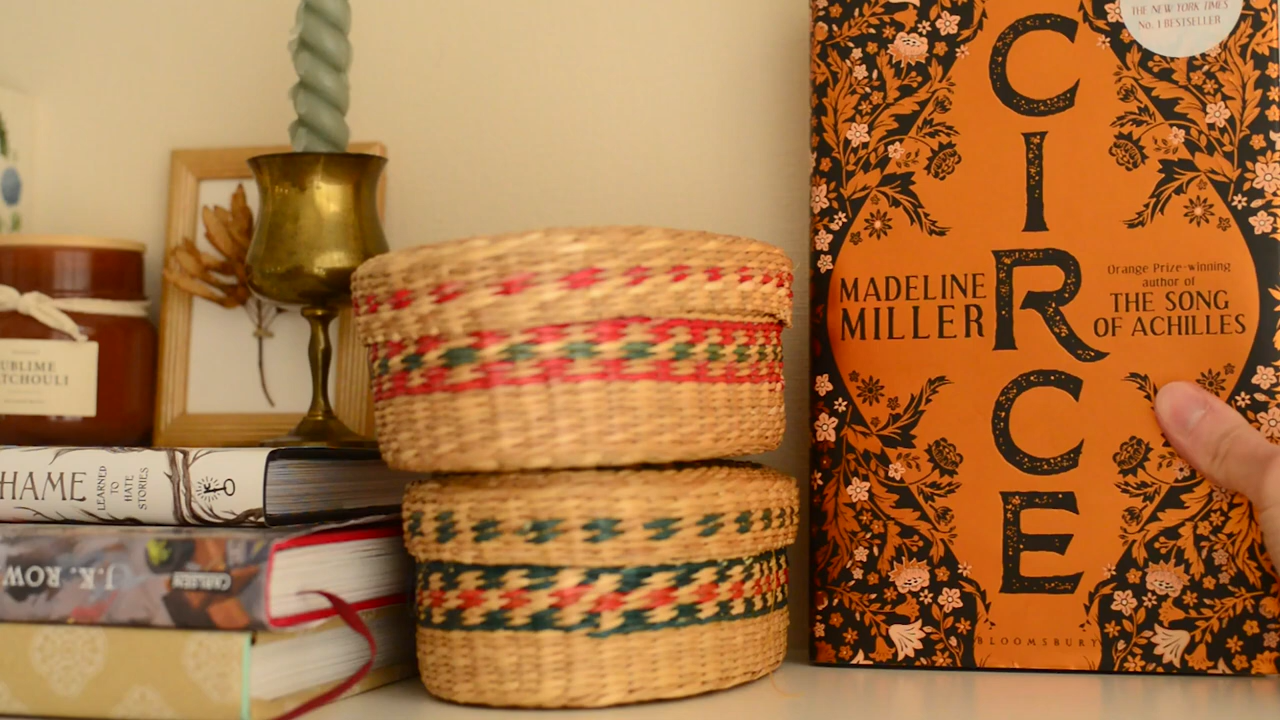 THE NEW YORK TIMES
No. 1 BESTSELLER
CIRCE
MADELINE
MILLER
Orange Prize-winning
author of
THE SONG
OF ACHILLES
BLOOMSBURY
UBLIME
TCHOULI
HAME
LEARNED
TO
HATE
STORIES
J.K. ROW
CARLSEN